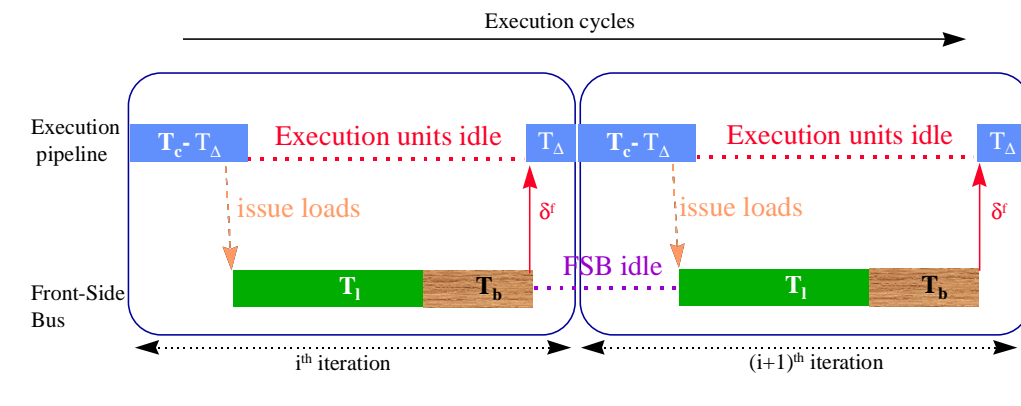 Execution cycles
Execution
pipeline
Tc- TΔ
Execution units idle
TΔ
Tc- TΔ
Execution units idle
TΔ
issue loads
δf
issue loads
δf
FSB idle
Front-Side
Bus
Tl
Tb
Tl
Tb
ith iteration
(i+1)th iteration